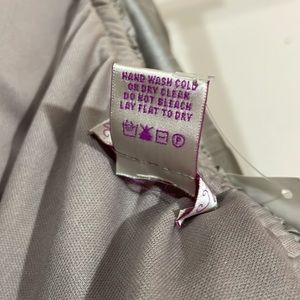 HAND WASH COLD
OR DRY CLEAN
DO NOT BLEACH
LAY FLAT TO DRY
P